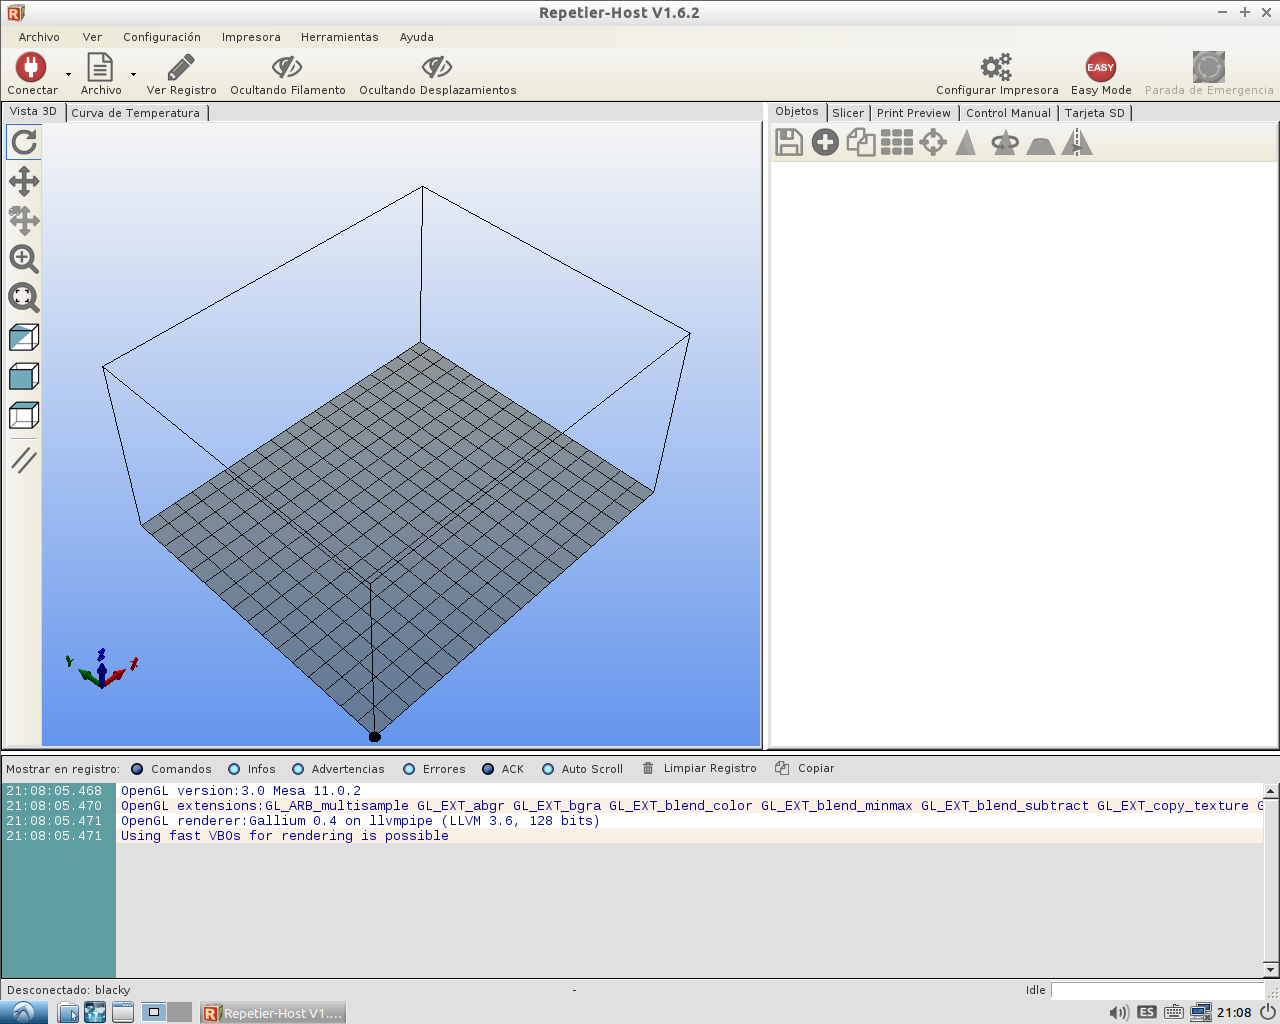 Repetier-Host V1.6.2
Archivo Ver Configuración Impresora Herramientas Ayuda
Conectar Archivo Ver Registro Ocultando Filamento Ocultando Desplazamientos Configurar Impresora EASY Easy Mode Parada de Emergencia
Vista 3D Curva de Temperatura Objetos Slicer Print Preview Control Manual Tarjeta SD
Y Z X
Mostrar en registro: Comandos Infos Advertencias Errores ACK Auto Scroll Limpiar Registro Copiar
21:08:05.468 OpenGL version:3.0 Mesa 11.0.2
21:08:05.470 OpenGL extensions:GL_ARB_multisample GL_EXT_abgr GL_EXT_bgra GL_EXT_blend_color GL_EXT_blend_minmax GL_EXT_blend_subtract GL_EXT_copy_texture
21:08:05.471 OpenGL renderer:Gallium 0.4 on llvmpipe (LLVM 3.6, 128 bits)
21:08:05.471 Using fast VBOs for rendering is possible
Desconectado: blacky - Idle
Repetier-Host V1.... ES 21:08